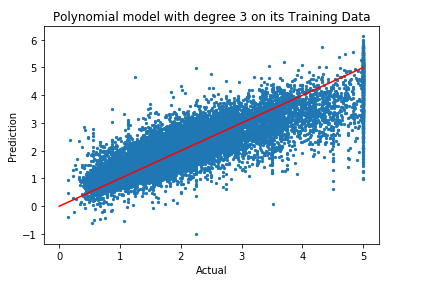 Polynomial model with degree 3 on its Training Data
6
5
4
3
2
1
0
−1
Prediction
0 1 2 3 4 5
Actual